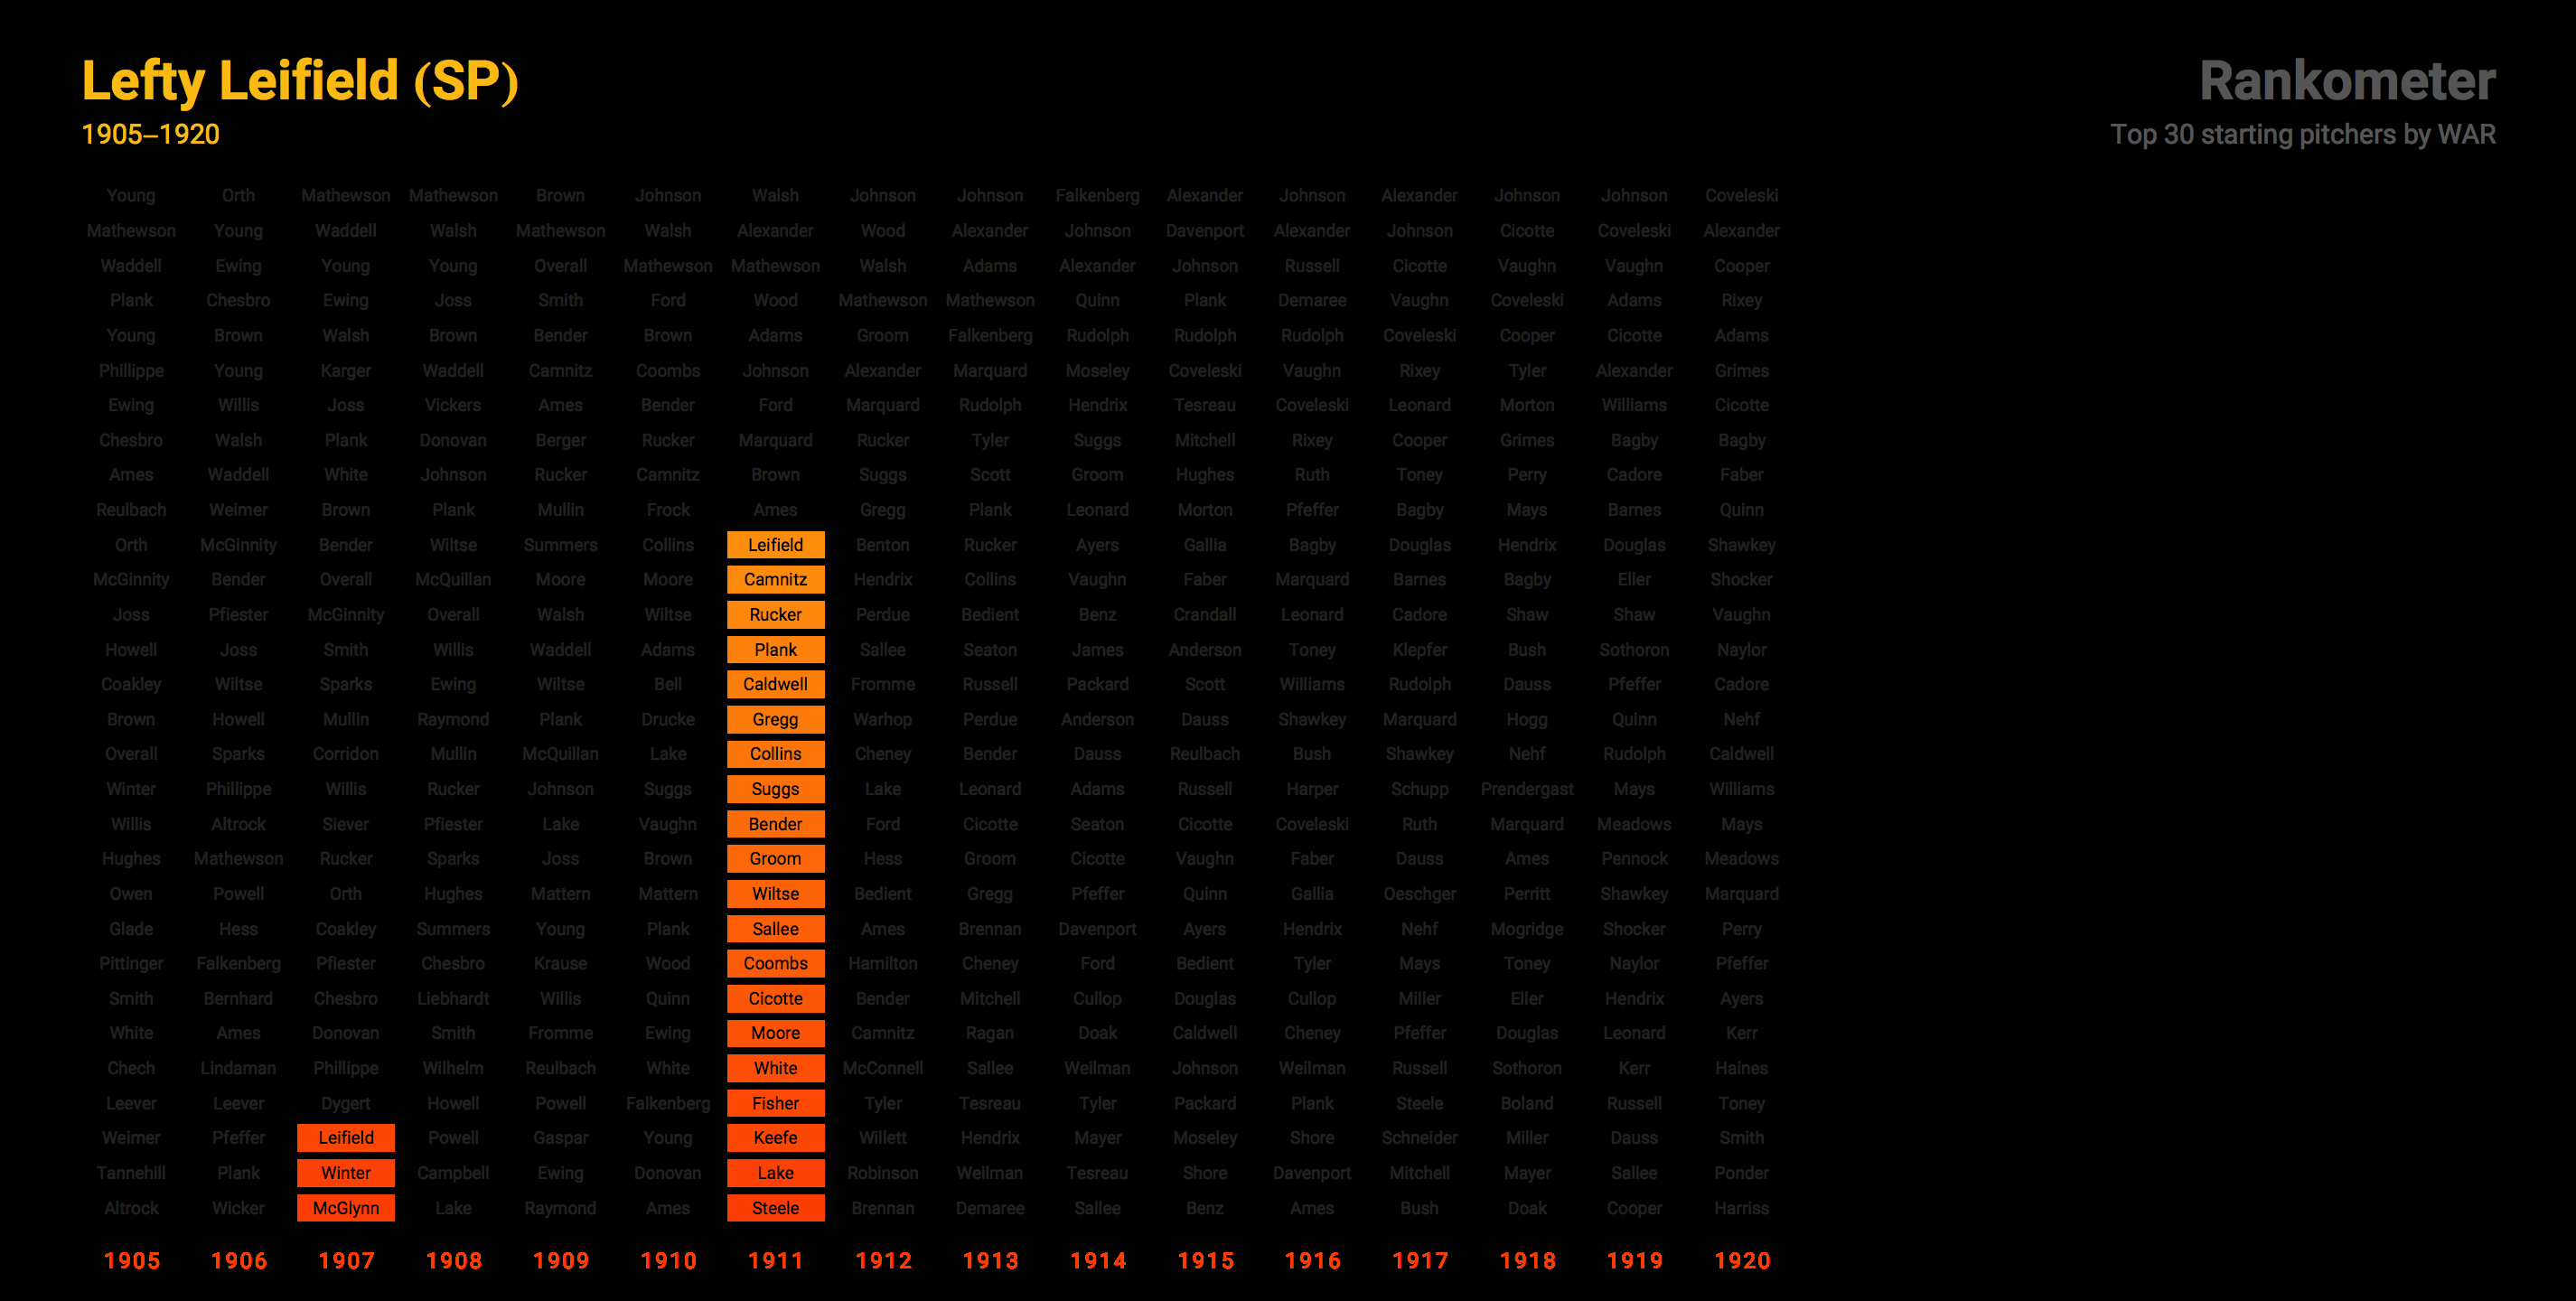 Lefty Leifield (SP)
1905–1920
Rankometer
Top 30 starting pitchers by WAR
Young Orth Mathewson Mathewson Brown Johnson Walsh Johnson Johnson Falkenberg Alexander Johnson Alexander Johnson Johnson Coveleski
Mathewson Young Waddell Walsh Mathewson Walsh Alexander Wood Alexander Johnson Davenport Alexander Johnson Cicotte Coveleski Alexander
Waddell Ewing Young Young Overall Mathewson Mathewson Walsh Adams Alexander Johnson Russell Cicotte Vaughn Vaughn Cooper
Plank Chesbro Ewing Joss Smith Ford Wood Mathewson Mathewson Quinn Plank Demaree Vaughn Coveleski Adams Rixey
Young Brown Walsh Brown Bender Brown Adams Groom Falkenberg Rudolph Rudolph Rudolph Coveleski Cooper Cicotte Adams
Phillippe Young Karger Waddell Camnitz Coombs Johnson Alexander Marquard Moseley Coveleski Vaughn Rixey Tyler Alexander Grimes
Ewing Willis Joss Vickers Ames Bender Ford Marquard Rudolph Hendrix Tesreau Coveleski Leonard Morton Williams Cicotte
Chesbro Walsh Plank Donovan Berger Rucker Marquard Rucker Tyler Suggs Mitchell Rixey Cooper Grimes Bagby Bagby
Ames Waddell White Johnson Rucker Camnitz Brown Suggs Scott Groom Hughes Ruth Toney Perry Cadore Faber
Reulbach Weimer Brown Plank Mullin Frock Ames Gregg Plank Leonard Morton Pfeffer Bagby Mays Barnes Quinn
Orth McGinnity Bender Wiltse Summers Collins Leifield Benton Rucker Ayers Gallia Bagby Douglas Hendrix Douglas Shawkey
McGinnity Bender Overall McQuillan Moore Moore Camnitz Hendrix Collins Vaughn Faber Marquard Barnes Bagby Eller Shocker
Joss Pfiester McGinnity Overall Walsh Wiltse Rucker Perdue Bedient Benz Crandall Leonard Cadore Shaw Shaw Vaughn
Howell Joss Smith Willis Waddell Adams Plank Sallee Seaton James Anderson Toney Klepfer Bush Sothoron Naylor
Coakley Wiltse Sparks Ewing Wiltse Bell Caldwell Fromme Russell Packard Scott Williams Rudolph Dauss Pfeffer Cadore
Brown Howell Mullin Raymond Plank Drucke Gregg Warhop Perdue Anderson Dauss Shawkey Marquard Hogg Quinn Nehf
Overall Sparks Corridon Mullin McQuillan Lake Collins Cheney Bender Dauss Reulbach Bush Shawkey Nehf Rudolph Caldwell
Winter Phillippe Willis Rucker Johnson Suggs Suggs Lake Leonard Adams Russell Harper Schupp Prendergast Mays Williams
Willis Altrock Siever Pfiester Lake Vaughn Bender Ford Cicotte Seaton Cicotte Coveleski Ruth Marquard Meadows Mays
Hughes Mathewson Rucker Sparks Joss Brown Groom Hess Groom Cicotte Vaughn Faber Dauss Ames Pennock Meadows
Owen Powell Orth Hughes Mattern Mattern Wiltse Bedient Gregg Pfeffer Quinn Gallia Oeschger Perritt Shawkey Marquard
Glade Hess Coakley Summers Young Plank Sallee Ames Brennan Davenport Ayers Hendrix Nehf Mogridge Shocker Perry
Pittinger Falkenberg Pfiester Chesbro Krause Wood Coombs Hamilton Cheney Ford Bedient Tyler Mays Toney Naylor Pfeffer
Smith Bernhard Chesbro Liebhardt Willis Quinn Cicotte Bender Mitchell Cullop Douglas Cullop Miller Eller Hendrix Ayers
White Ames Donovan Smith Fromme Ewing Moore Camnitz Ragan Doak Caldwell Cheney Pfeffer Douglas Leonard Kerr
Chech Lindaman Phillippe Wilhelm Reulbach White White McConnell Sallee Weilman Johnson Weilman Russell Sothoron Kerr Haines
Leever Leever Dygert Howell Powell Falkenberg Fisher Tyler Tesreau Tyler Packard Plank Steele Boland Russell Toney
Weimer Pfeffer Leifield Powell Gaspar Young Keefe Willett Hendrix Mayer Moseley Shore Schneider Miller Dauss Smith
Tannehill Plank Winter Campbell Ewing Donovan Lake Robinson Weilman Tesreau Shore Davenport Mitchell Mayer Sallee Ponder
Altrock Wicker McGlynn Lake Raymond Ames Steele Brennan Demaree Sallee Benz Ames Bush Doak Cooper Harriss
1905 1906 1907 1908 1909 1910 1911 1912 1913 1914 1915 1916 1917 1918 1919 1920